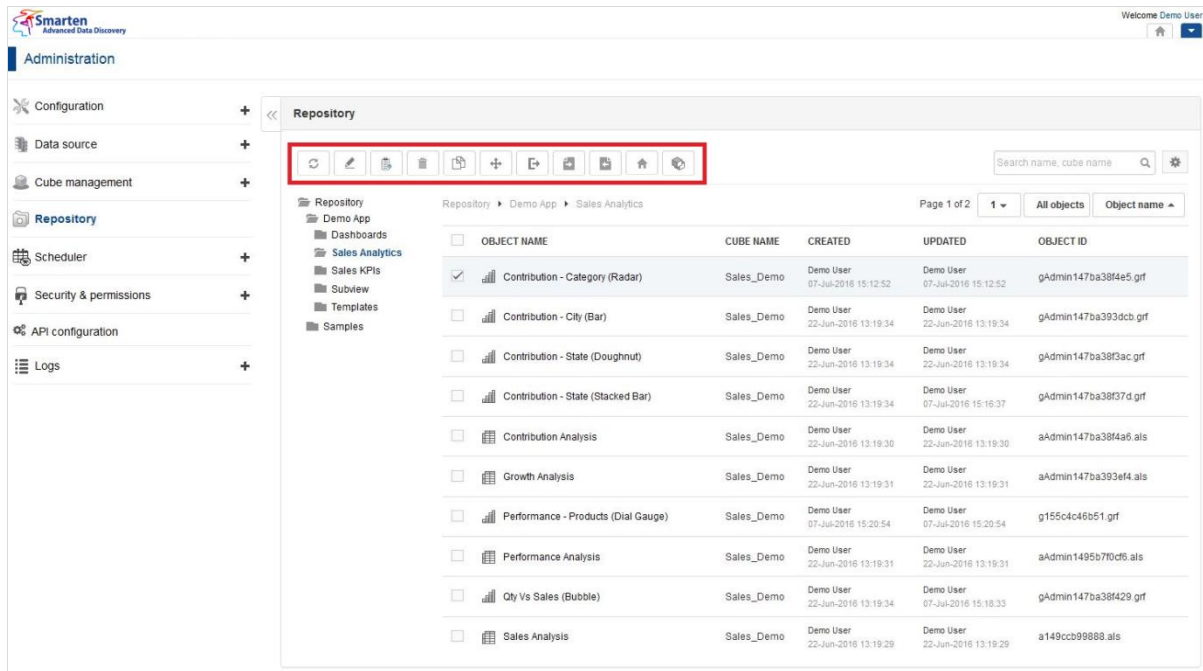 Smarten
Advanced Data Discovery
Welcome Demo User
Administration
Configuration
Data source
Cube management
Repository
Scheduler
Security & permissions
API configuration
Logs
Repository
Search name, cube name
Repository
Demo App
Dashboards
Sales Analytics
Sales KPIs
Subview
Templates
Samples
Repository Demo App Sales Analytics
Page 1 of 2 1 All objects Object name
OBJECT NAME CUBE NAME CREATED UPDATED OBJECT ID
Contribution - Category (Radar) Sales_Demo Demo User Demo User gAdmin147ba38f4e5.grf
07-Jul-2016 15:12:52 07-Jul-2016 15:12:52
Contribution - City (Bar) Sales_Demo Demo User Demo User gAdmin147ba393dcb.grf
22-Jun-2016 13:19:34 22-Jun-2016 13:19:34
Contribution - State (Doughnut) Sales_Demo Demo User Demo User gAdmin147ba38f3ac.grf
22-Jun-2016 13:19:34 22-Jun-2016 13:19:34
Contribution - State (Stacked Bar) Sales_Demo Demo User Demo User gAdmin147ba38f37d.grf
22-Jun-2016 13:19:34 07-Jul-2016 15:16:37
Contribution Analysis Sales_Demo Demo User Demo User aAdmin147ba38f4a6.als
22-Jun-2016 13:19:30 22-Jun-2016 13:19:30
Growth Analysis Sales_Demo Demo User Demo User aAdmin147ba393ef4.als
22-Jun-2016 13:19:31 22-Jun-2016 13:19:31
Performance - Products (Dial Gauge) Sales_Demo Demo User Demo User g155c4c46b51.grf
07-Jul-2016 15:20:54 07-Jul-2016 15:20:54
Performance Analysis Sales_Demo Demo User Demo User aAdmin1495b7f0cf6.als
22-Jun-2016 13:19:31 22-Jun-2016 13:19:31
Qty Vs Sales (Bubble) Sales_Demo Demo User Demo User gAdmin147ba38f429.grf
22-Jun-2016 13:19:34 07-Jul-2016 15:18:33
Sales Analysis Sales_Demo Demo User Demo User a149ccb99888.als
22-Jun-2016 13:19:29 22-Jun-2016 13:19:29